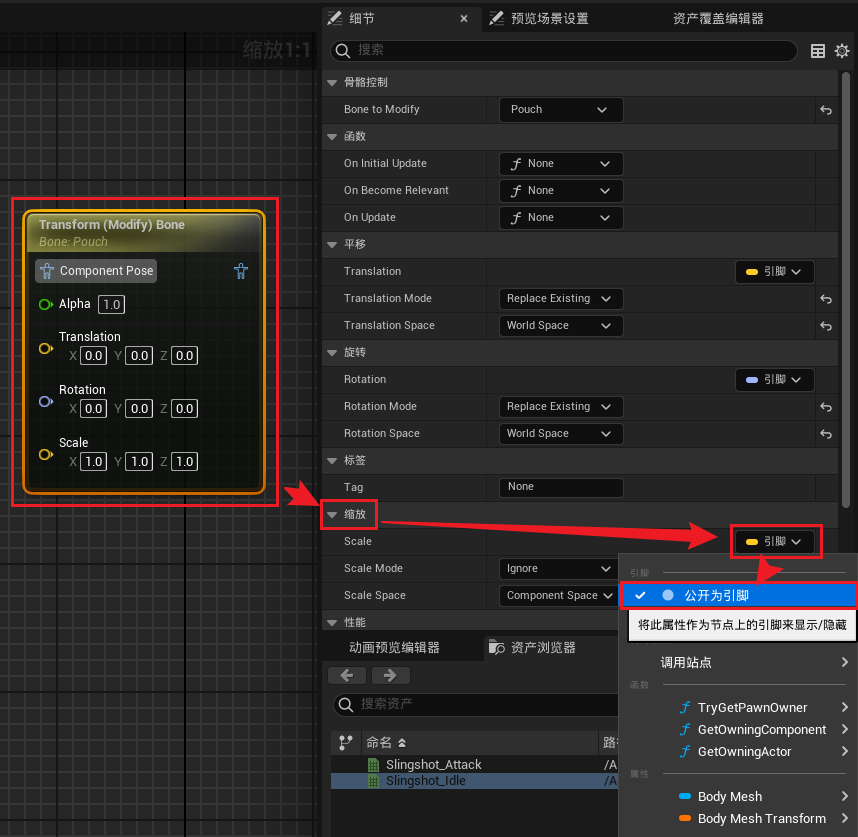 细节
预览场景设置
资产覆盖编辑器
缩放1:1
搜索
骨骼控制
Bone to Modify
Pouch
函数
On Initial Update
None
On Become Relevant
None
On Update
None
平移
Translation
引脚
Translation Mode
Replace Existing
Translation Space
World Space
旋转
Rotation
引脚
Rotation Mode
Replace Existing
Rotation Space
World Space
标签
Tag
None
缩放
Scale
引脚
Scale Mode
Ignore
Scale Space
Component Space
性能
Transform (Modify) Bone
Bone: Pouch
Component Pose
Alpha 1.0
Translation
X 0.0 Y 0.0 Z 0.0
Rotation
X 0.0 Y 0.0 Z 0.0
Scale
X 1.0 Y 1.0 Z 1.0
引脚
公开为引脚
将此属性作为节点上的引脚来显示/隐藏
调用站点
函数
TryGetPawnOwner
GetOwningComponent
GetOwningActor
属性
Body Mesh
Body Mesh Transform
动画预览编辑器
资产浏览器
搜索资产
命名
Slingshot_Attack
/A
Slingshot_Idle
/A